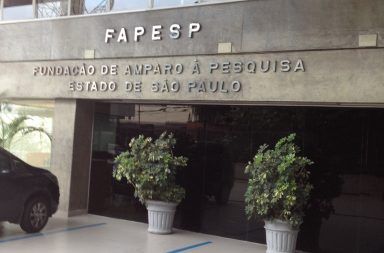 FAPESP
FUNDAÇÃO DE AMPARO À PESQUISA
ESTADO DE SÃO PAULO